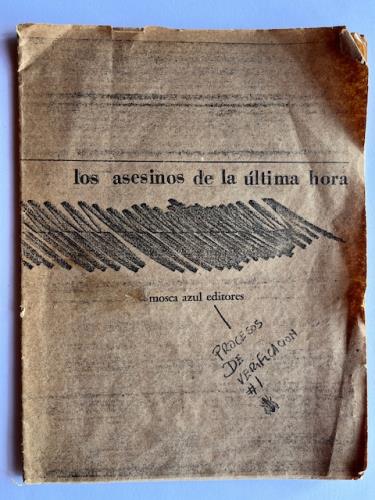 los asesinos de la última hora
mosca azul editores
PROCESOS
DE
VERIFICACION
#1